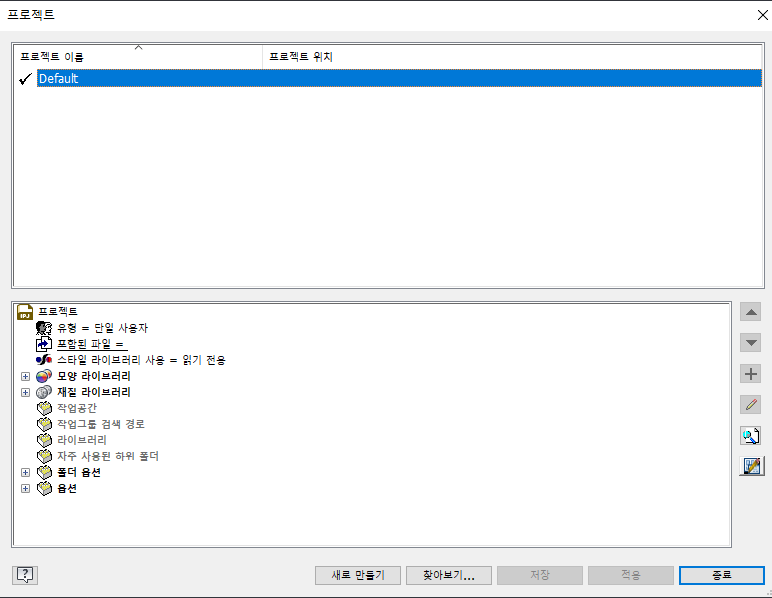 프로젝트
프로젝트 이름 프로젝트 위치
Default
프로젝트
유형 = 단일 사용자
포함된 파일 =
스타일 라이브러리 사용 = 읽기 전용
모양 라이브러리
재질 라이브러리
작업공간
작업그룹 검색 경로
라이브러리
자주 사용된 하위 폴더
폴더 옵션
옵션
새로 만들기 찾아보기... 저장 적용 종료